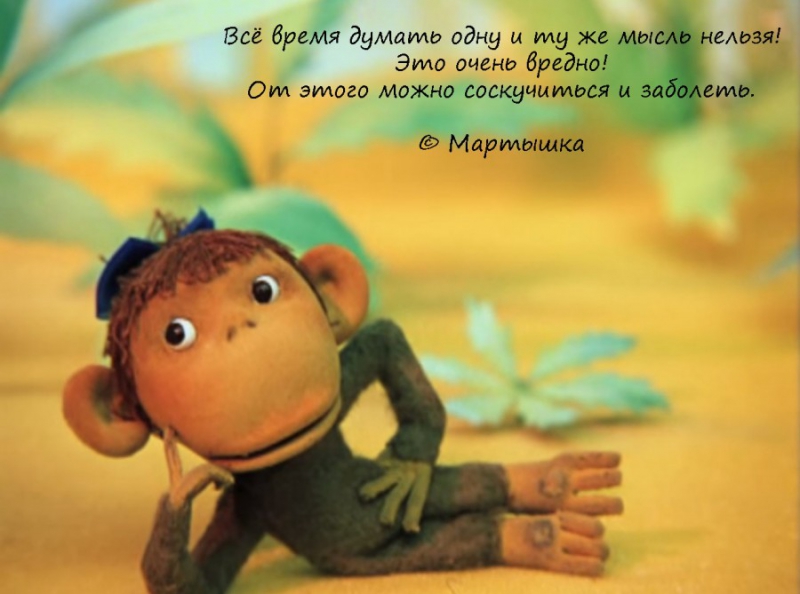 Всё время думать одну и ту же мысль нельзя!
Это очень вредно!
От этого можно соскучиться и заболеть.
© Мартышка